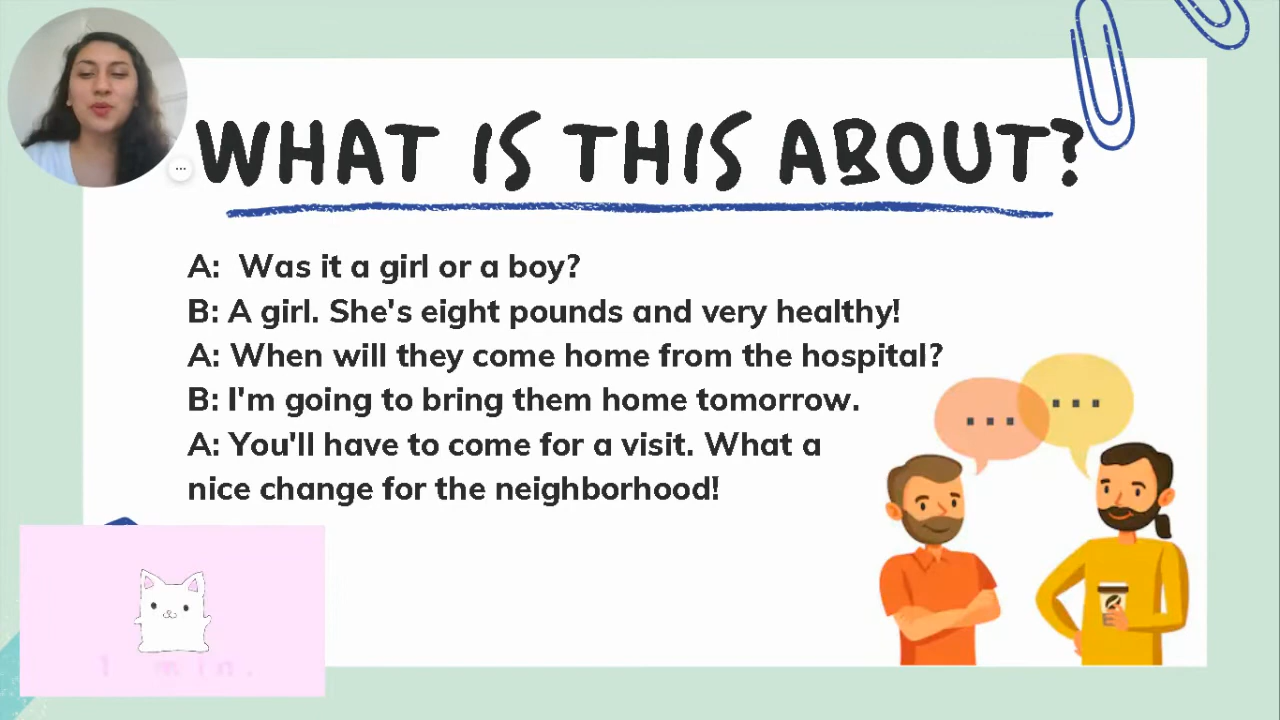 WHAT IS THIS ABOUT?
A: Was it a girl or a boy?
B: A girl. She's eight pounds and very healthy!
A: When will they come home from the hospital?
B: I'm going to bring them home tomorrow.
A: You'll have to come for a visit. What a
nice change for the neighborhood!
1 min.